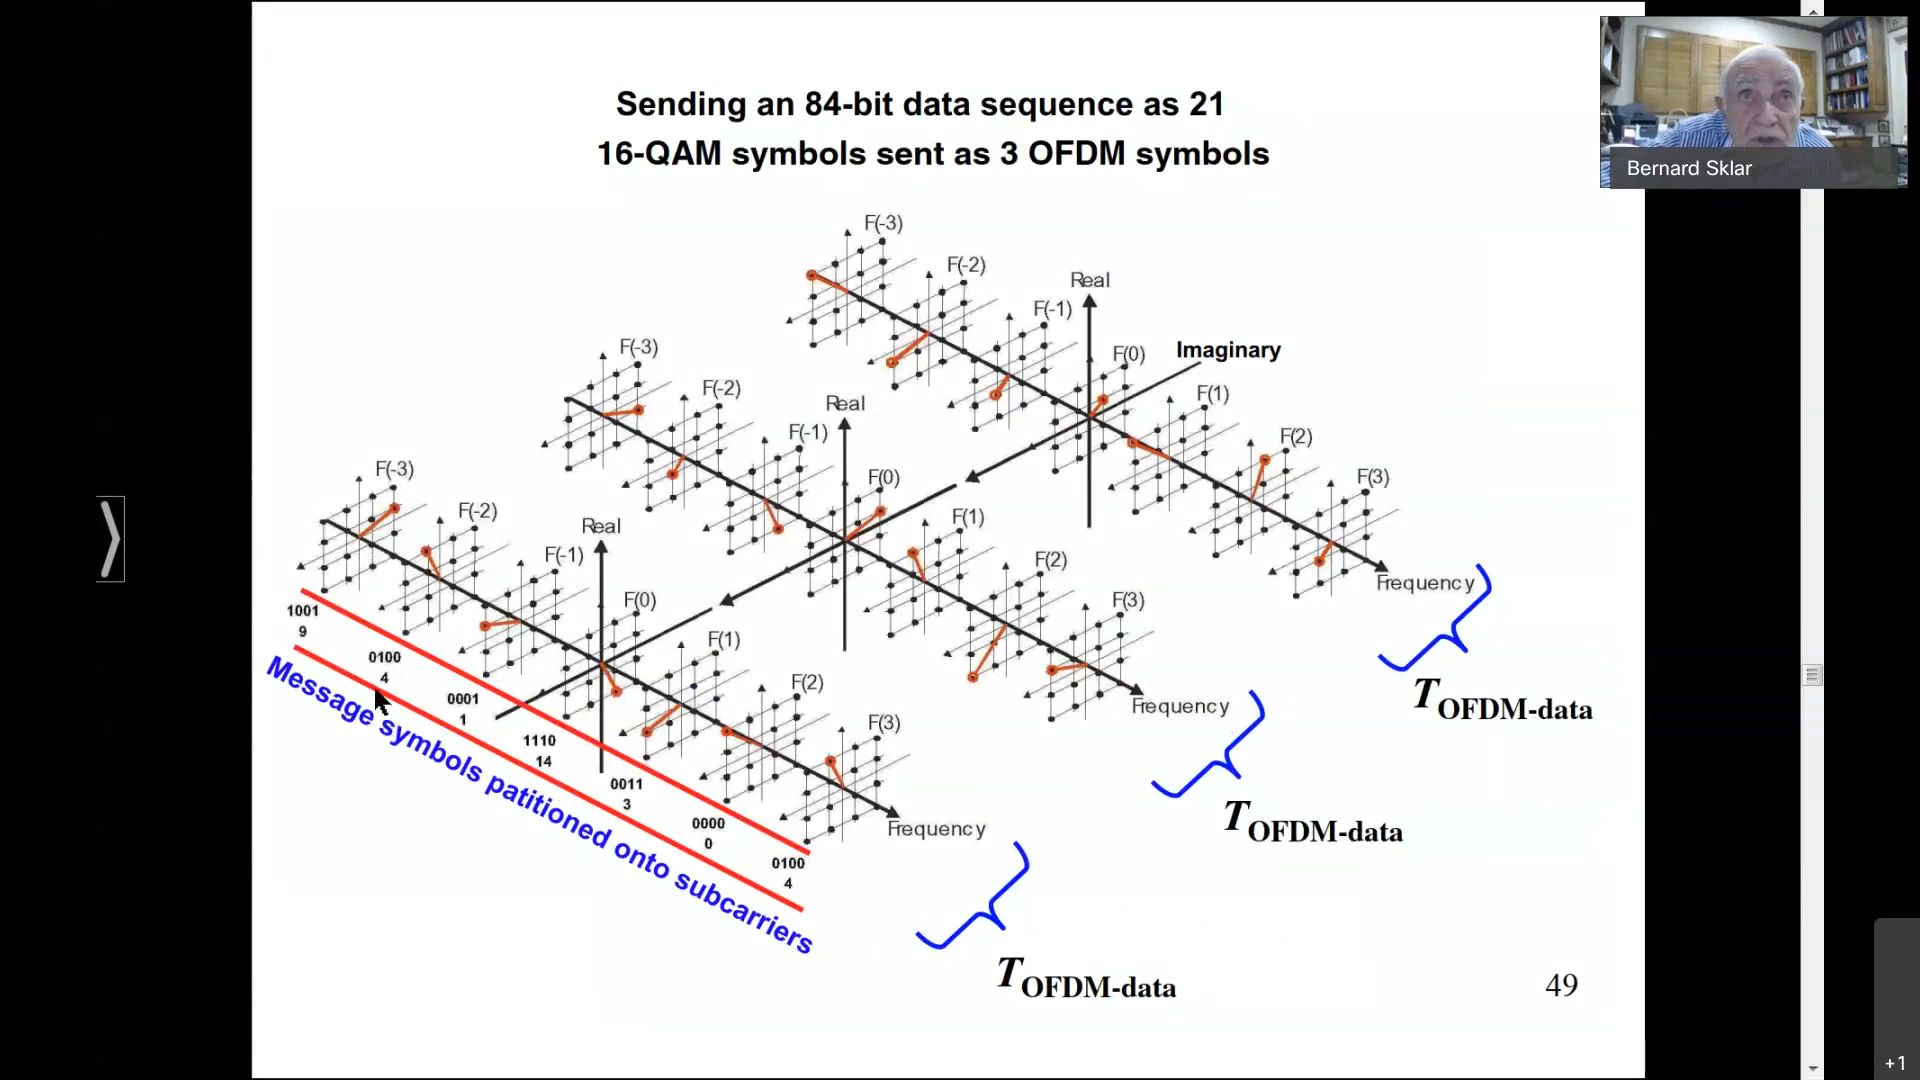 Sending an 84-bit data sequence as 21
16-QAM symbols sent as 3 OFDM symbols
Bernard Sklar
F(-3)
F(-2)
F(-1)
Real
F(0)
Imaginary
F(1)
F(2)
F(3)
Frequency
T OFDM-data
F(-3)
F(-2)
F(-1)
Real
F(0)
F(1)
F(2)
F(3)
Frequency
T OFDM-data
F(-3)
F(-2)
F(-1)
Real
F(0)
F(1)
F(2)
F(3)
Frequency
T OFDM-data
1001
9
0100
4
0001
1
1110
14
0011
3
0000
0
0100
4
Message symbols patitioned onto subcarriers
49
+1